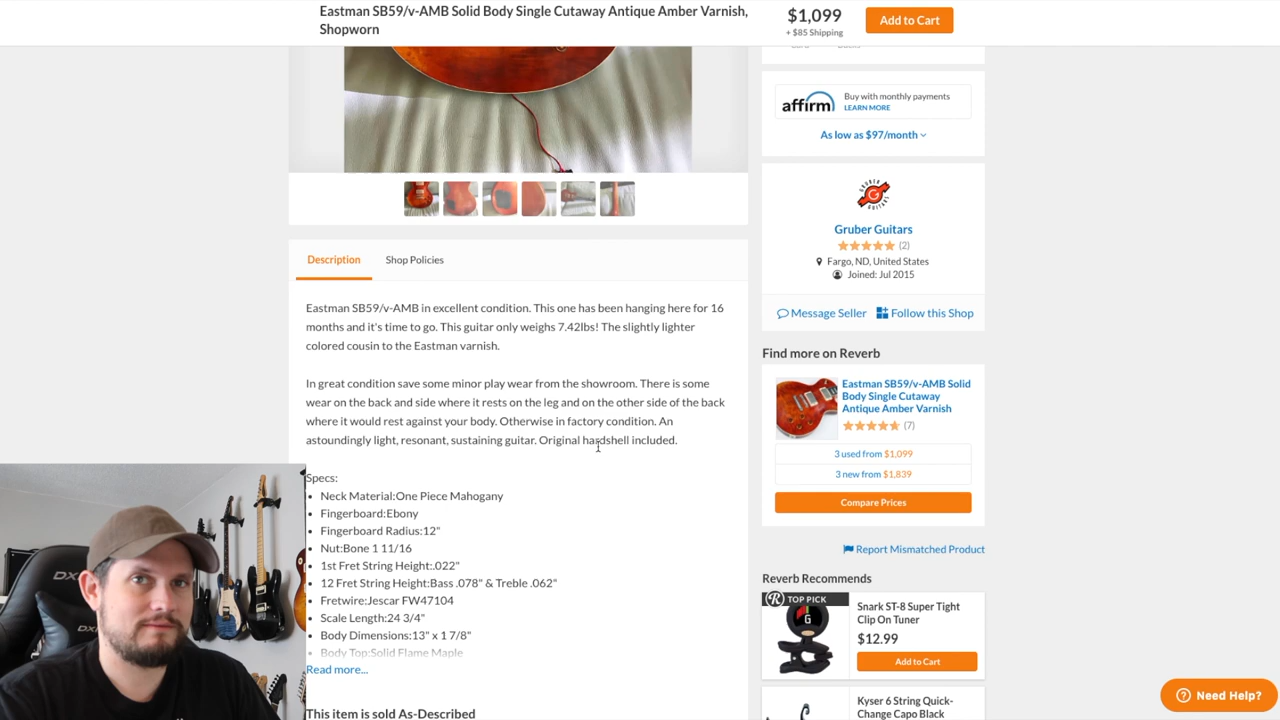 Eastman SB59/v-AMB Solid Body Single Cutaway Antique Amber Varnish,
Shopworn
$1,099
+ $85 Shipping
Add to Cart
affirm
Buy with monthly payments
LEARN MORE
As low as $97/month
GRUBER
G
GUITARS
Gruber Guitars
(2)
Fargo, ND, United States
Joined: Jul 2015
Message Seller
Follow this Shop
Description
Shop Policies
Eastman SB59/v-AMB in excellent condition. This one has been hanging here for 16
months and it's time to go. This guitar only weighs 7.42lbs! The slightly lighter
colored cousin to the Eastman varnish.
In great condition save some minor play wear from the showroom. There is some
wear on the back and side where it rests on the leg and on the other side of the back
where it would rest against your body. Otherwise in factory condition. An
astoundingly light, resonant, sustaining guitar. Original hardshell included.
Specs:
Neck Material:One Piece Mahogany
Fingerboard:Ebony
Fingerboard Radius:12"
Nut:Bone 1 11/16
1st Fret String Height:.022"
12 Fret String Height:Bass .078" & Treble .062"
Fretwire:Jescar FW47104
Scale Length:24 3/4"
Body Dimensions:13" x 1 7/8"
Body Top:Solid Flame Maple
Read more...
This item is sold As-Described
Find more on Reverb
Eastman SB59/v-AMB Solid
Body Single Cutaway
Antique Amber Varnish
(7)
3 used from $1,099
3 new from $1,839
Compare Prices
Report Mismatched Product
Reverb Recommends
R TOP PICK
G
Snark ST-8 Super Tight
Clip On Tuner
$12.99
Add to Cart
Kyser 6 String Quick-
Change Capo Black
Need Help?